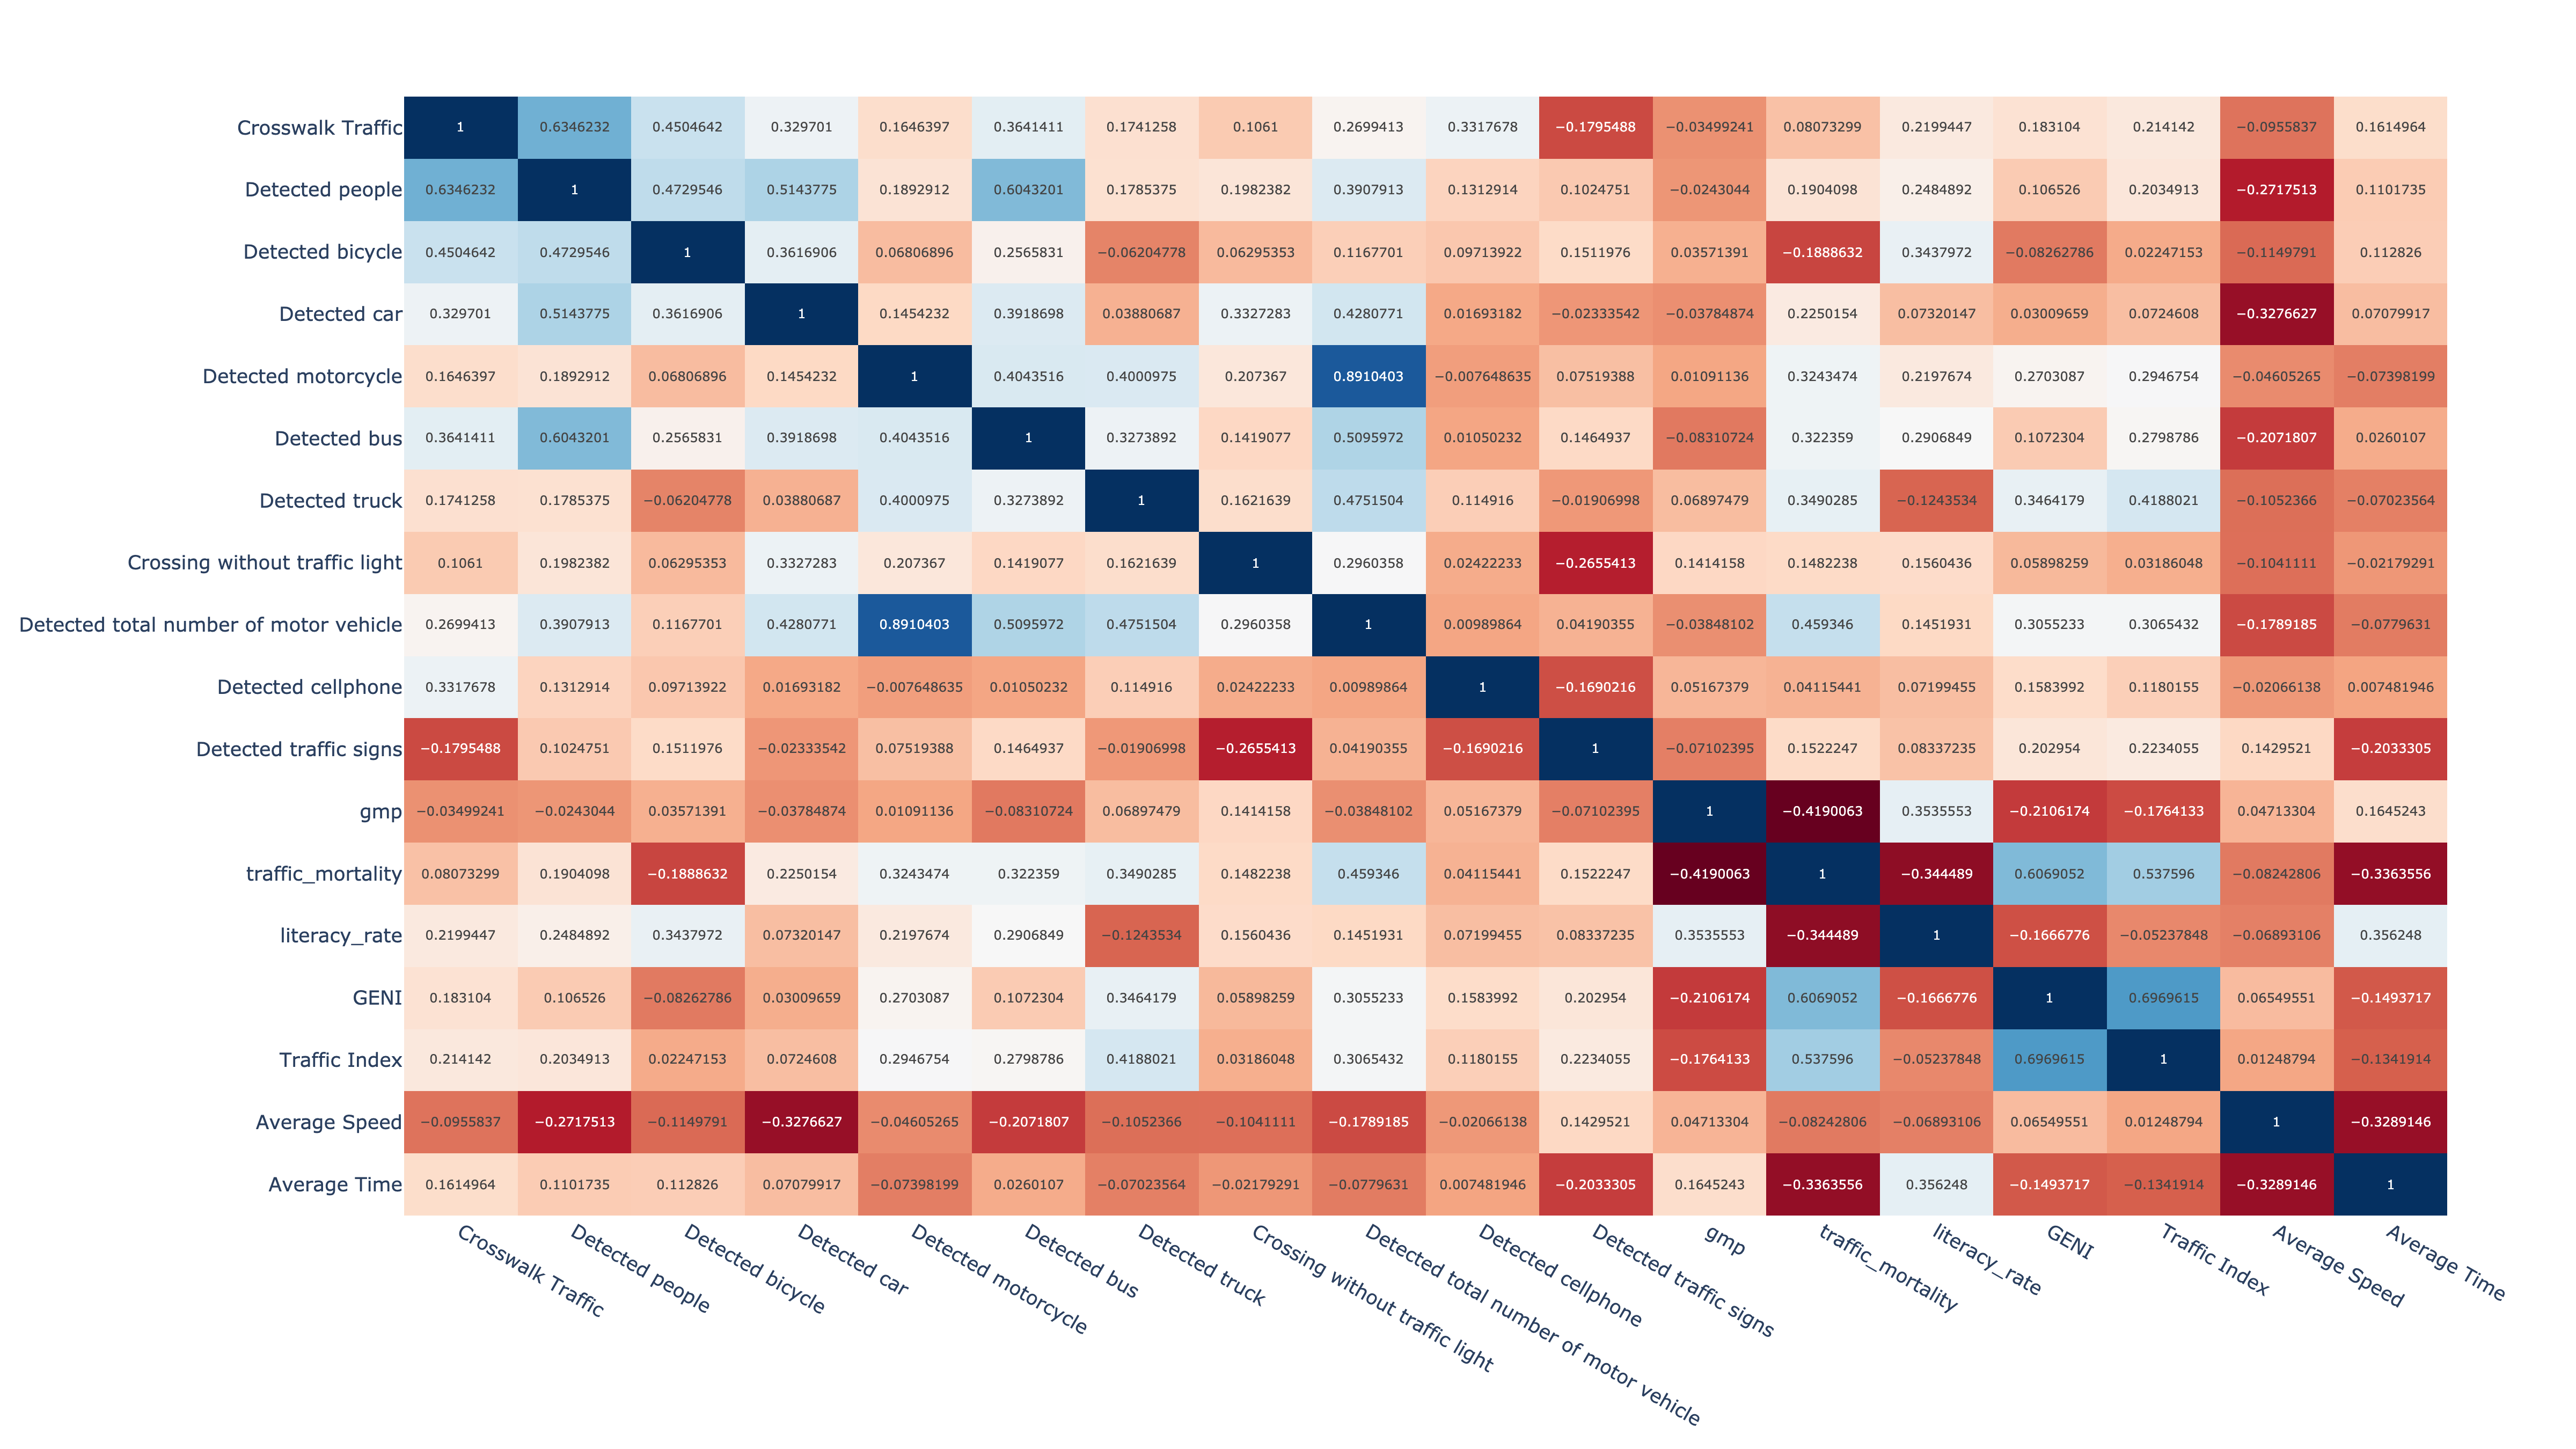 Crosswalk Traffic 1 0.6346232 0.4504642 0.329701 0.1646397 0.3641411 0.1741258 0.1061 0.2699413 0.3317678 −0.1795488 −0.03499241 0.08073299 0.2199447 0.183104 0.214142 −0.0955837 0.1614964
Detected people 0.6346232 1 0.4729546 0.5143775 0.1892912 0.6043201 0.1785375 0.1982382 0.3907913 0.1312914 0.1024751 −0.0243044 0.1904098 0.2484892 0.106526 0.2034913 −0.2717513 0.1101735
Detected bicycle 0.4504642 0.4729546 1 0.3616906 0.06806896 0.2565831 −0.06204778 0.06295353 0.1167701 0.09713922 0.1511976 0.03571391 −0.1888632 0.3437972 −0.08262786 0.02247153 −0.1149791 0.112826
Detected car 0.329701 0.5143775 0.3616906 1 0.1454232 0.3918698 0.03880687 0.3327283 0.4280771 0.01693182 −0.02333542 −0.03784874 0.2250154 0.07320147 0.03009659 0.0724608 −0.3276627 0.07079917
Detected motorcycle 0.1646397 0.1892912 0.06806896 0.1454232 1 0.4043516 0.4000975 0.207367 0.8910403 −0.007648635 0.07519388 0.01091136 0.3243474 0.2197674 0.2703087 0.2946754 −0.04605265 −0.07398199
Detected bus 0.3641411 0.6043201 0.2565831 0.3918698 0.4043516 1 0.3273892 0.1419077 0.5095972 0.01050232 0.1464937 −0.08310724 0.322359 0.2906849 0.1072304 0.2798786 −0.2071807 0.0260107
Detected truck 0.1741258 0.1785375 −0.06204778 0.03880687 0.4000975 0.3273892 1 0.1621639 0.4751504 0.114916 −0.01906998 0.06897479 0.3490285 −0.1243534 0.3464179 0.4188021 −0.1052366 −0.07023564
Crossing without traffic light 0.1061 0.1982382 0.06295353 0.3327283 0.207367 0.1419077 0.1621639 1 0.2960358 0.02422233 −0.2655413 0.1414158 0.1482238 0.1560436 0.05898259 0.03186048 −0.1041111 −0.02179291
Detected total number of motor vehicle 0.2699413 0.3907913 0.1167701 0.4280771 0.8910403 0.5095972 0.4751504 0.2960358 1 0.00989864 0.04190355 −0.03848102 0.459346 0.1451931 0.3055233 0.3065432 −0.1789185 −0.0779631
Detected cellphone 0.3317678 0.1312914 0.09713922 0.01693182 −0.007648635 0.01050232 0.114916 0.02422233 0.00989864 1 −0.1690216 0.05167379 0.04115441 0.07199455 0.1583992 0.1180155 −0.02066138 0.007481946
Detected traffic signs −0.1795488 0.1024751 0.1511976 −0.02333542 0.07519388 0.1464937 −0.01906998 −0.2655413 0.04190355 −0.1690216 1 −0.07102395 0.1522247 0.08337235 0.202954 0.2234055 0.1429521 −0.2033305
gmp −0.03499241 −0.0243044 0.03571391 −0.03784874 0.01091136 −0.08310724 0.06897479 0.1414158 −0.03848102 0.05167379 −0.07102395 1 −0.4190063 0.3535553 −0.2106174 −0.1764133 0.04713304 0.1645243
traffic_mortality 0.08073299 0.1904098 −0.1888632 0.2250154 0.3243474 0.322359 0.3490285 0.1482238 0.459346 0.04115441 0.1522247 −0.4190063 1 −0.344489 0.6069052 0.537596 −0.08242806 −0.3363556
literacy_rate 0.2199447 0.2484892 0.3437972 0.07320147 0.2197674 0.2906849 −0.1243534 0.1560436 0.1451931 0.07199455 0.08337235 0.3535553 −0.344489 1 −0.1666776 −0.05237848 −0.06893106 0.356248
GENI 0.183104 0.106526 −0.08262786 0.03009659 0.2703087 0.1072304 0.3464179 0.05898259 0.3055233 0.1583992 0.202954 −0.2106174 0.6069052 −0.1666776 1 0.6969615 0.06549551 −0.1493717
Traffic Index 0.214142 0.2034913 0.02247153 0.0724608 0.2946754 0.2798786 0.4188021 0.03186048 0.3065432 0.1180155 0.2234055 −0.1764133 0.537596 −0.05237848 0.6969615 1 0.01248794 −0.1341914
Average Speed −0.0955837 −0.2717513 −0.1149791 −0.3276627 −0.04605265 −0.2071807 −0.1052366 −0.1041111 −0.1789185 −0.02066138 0.1429521 0.04713304 −0.08242806 −0.06893106 0.06549551 0.01248794 1 −0.3289146
Average Time 0.1614964 0.1101735 0.112826 0.07079917 −0.07398199 0.0260107 −0.07023564 −0.02179291 −0.0779631 0.007481946 −0.2033305 0.1645243 −0.3363556 0.356248 −0.1493717 −0.1341914 −0.3289146 1
Crosswalk Traffic
Detected people
Detected bicycle
Detected car
Detected motorcycle
Detected bus
Detected truck
Crossing without traffic light
Detected total number of motor vehicle
Detected cellphone
Detected traffic signs
gmp
traffic_mortality
literacy_rate
GENI
Traffic Index
Average Speed
Average Time